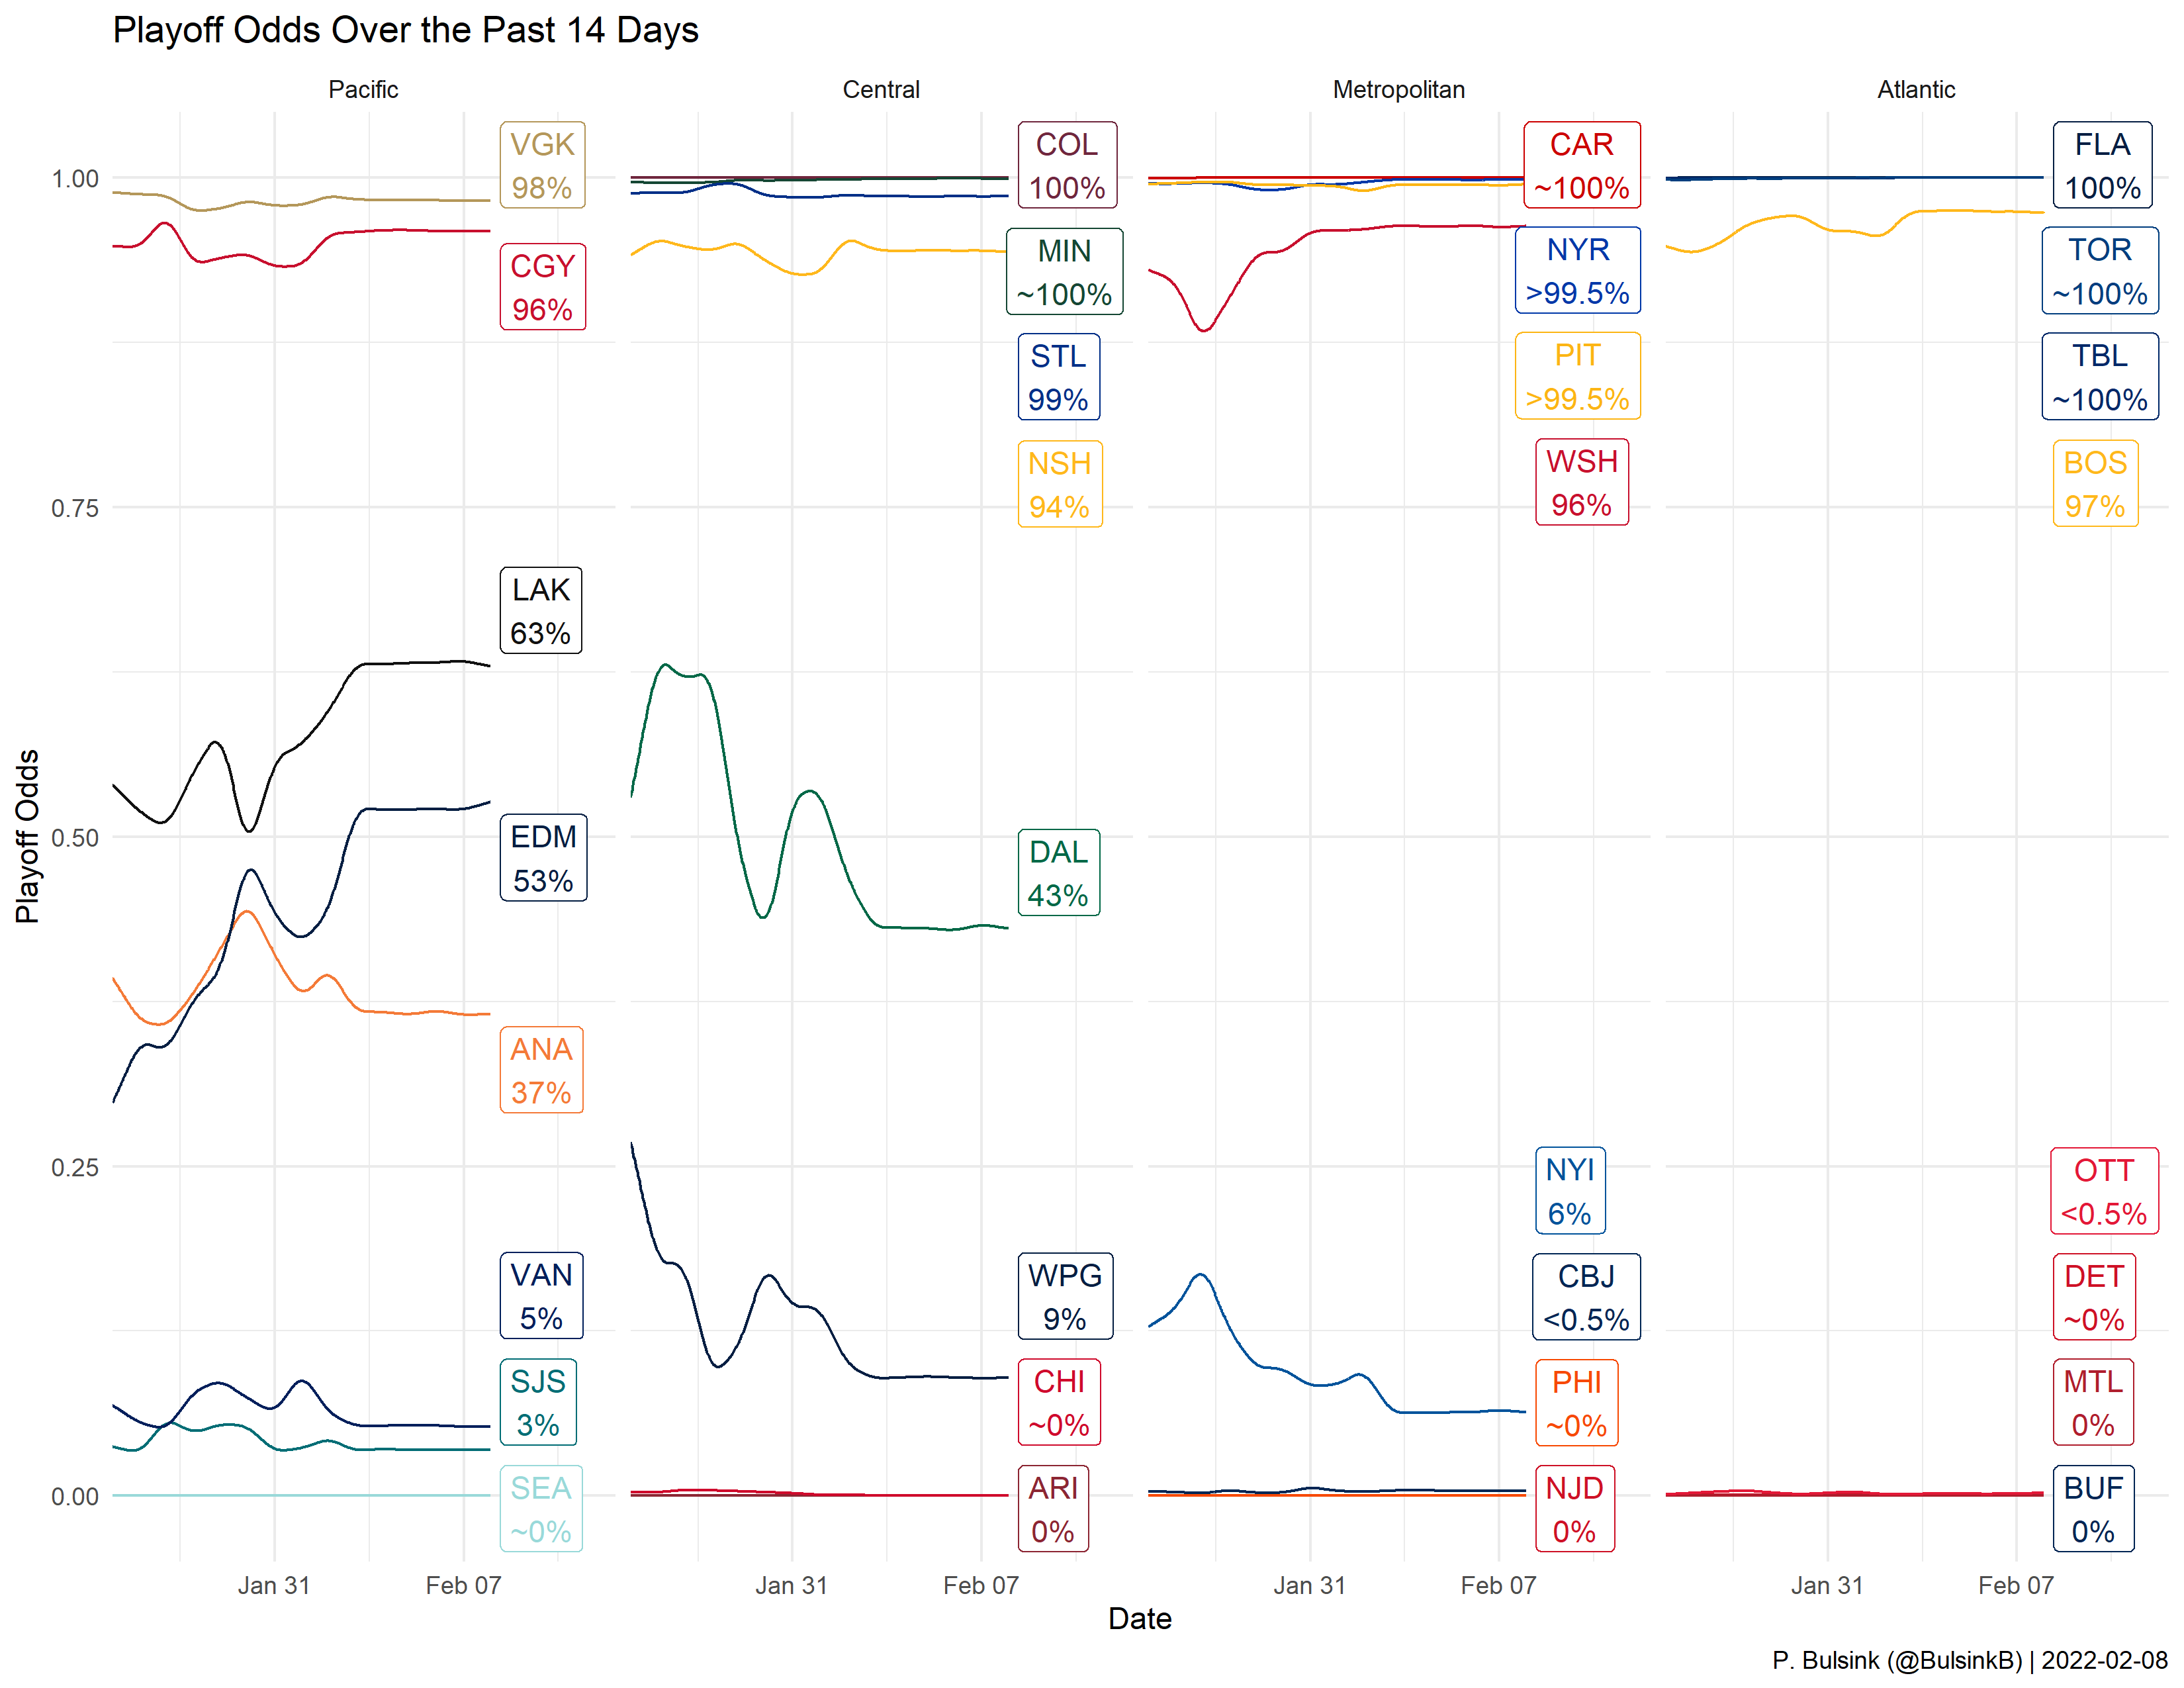 Playoff Odds Over the Past 14 Days
Pacific
Central
Metropolitan
Atlantic
Playoff Odds
1.00
0.75
0.50
0.25
0.00
VGK
98%
CGY
96%
LAK
63%
EDM
53%
ANA
37%
VAN
5%
SJS
3%
SEA
~0%
COL
100%
MIN
~100%
STL
99%
NSH
94%
DAL
43%
WPG
9%
CHI
~0%
ARI
0%
CAR
~100%
NYR
>99.5%
PIT
>99.5%
WSH
96%
NYI
6%
CBJ
<0.5%
PHI
~0%
NJD
0%
FLA
100%
TOR
~100%
TBL
~100%
BOS
97%
OTT
<0.5%
DET
~0%
MTL
0%
BUF
0%
Jan 31
Feb 07
Jan 31
Feb 07
Jan 31
Feb 07
Jan 31
Feb 07
Date
P. Bulsink (@BulsinkB) | 2022-02-08